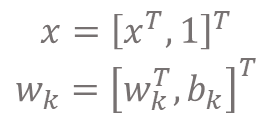 x = [x^T, 1]^T
w_k = [w_k^T, b_k]^T